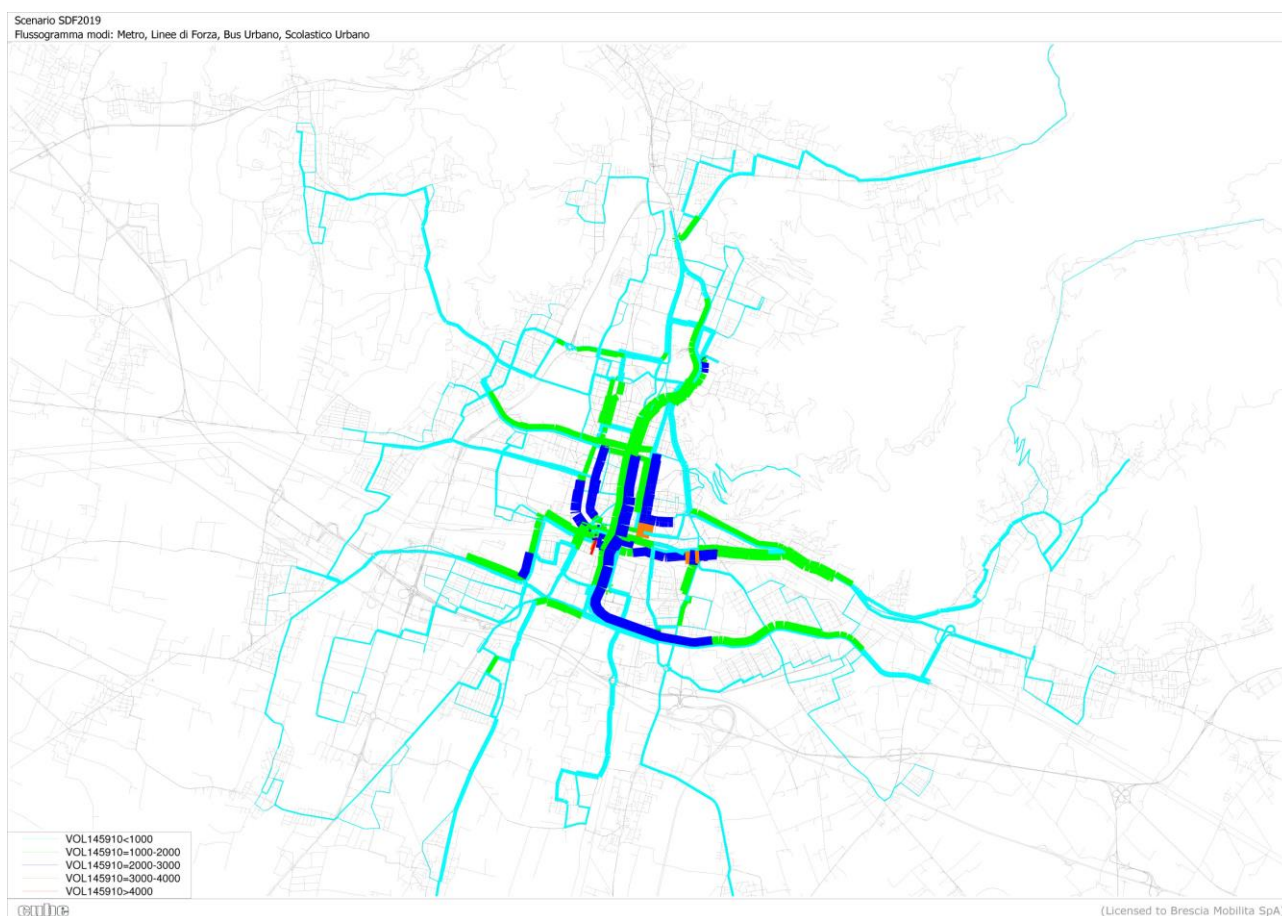 Scenario SDF2019
Flussogramma modi: Metro, Linee di Forza, Bus Urbano, Scolastico Urbano
VOL145910<1000
VOL145910=1000-2000
VOL145910=2000-3000
VOL145910=3000-4000
VOL145910>4000
(Licensed to Brescia Mobilita SpA)